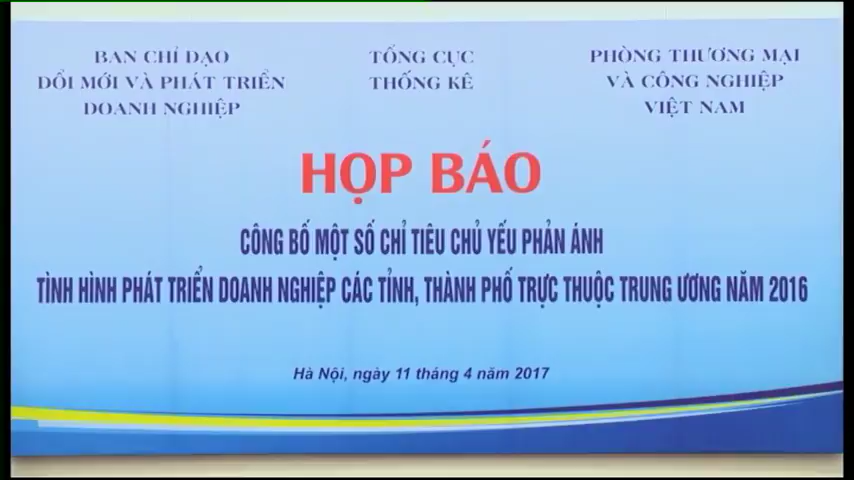 BAN CHỈ DẠO
DỔI MỚI VÀ PHÁT TRIỂN
DOANH NGHIỆP
TỔNG CỤC
THỐNG KÊ
PHÒNG THƯƠNG MẠI
VÀ CÔNG NGHIỆP
VIỆT NAM
HỌP BÁO
CÔNG BỐ MỘT SỐ CHỈ TIÊU CHỦ YẾU PHẢN ÁNH
TÌNH HÌNH PHÁT TRIỂN DOANH NGHIỆP CÁC TỈNH, THÀNH PHỐ TRỰC THUỘC TRUNG ƯƠNG NĂM 2016
Hà Nội, ngày 11 tháng 4 năm 2017